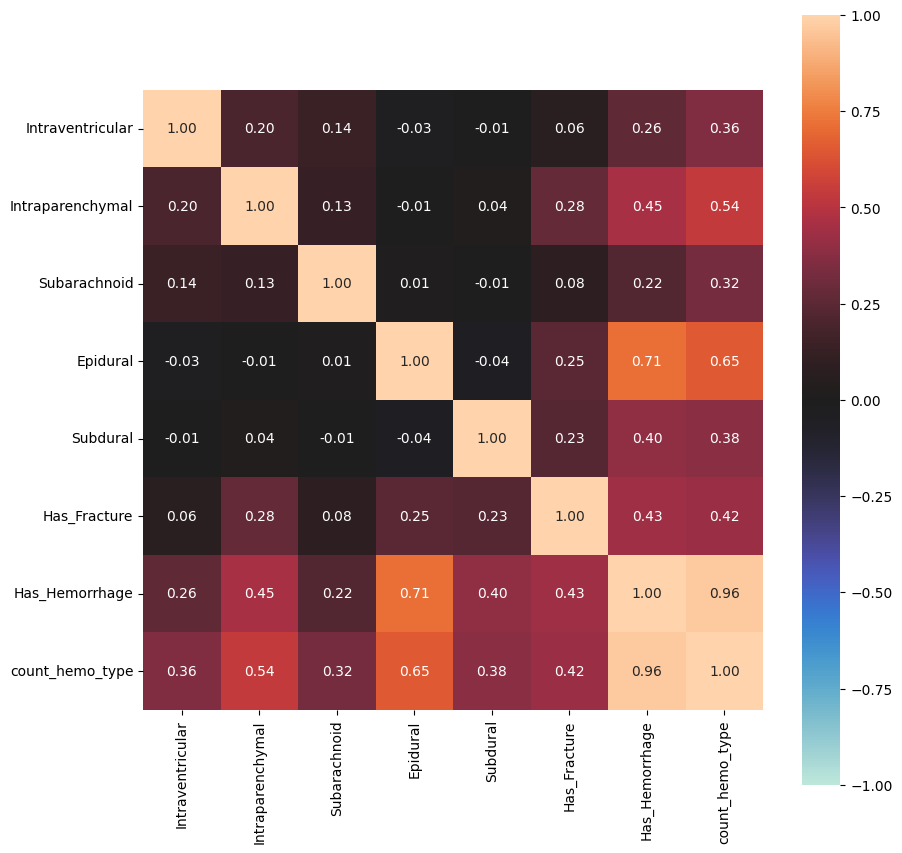 1.00
Intraventricular 1.00 0.20 0.14 -0.03 -0.01 0.06 0.26 0.36
0.75
Intraparenchymal 0.20 1.00 0.13 -0.01 0.04 0.28 0.45 0.54
0.50
Subarachnoid 0.14 0.13 1.00 0.01 -0.01 0.08 0.22 0.32
0.25
Epidural -0.03 -0.01 0.01 1.00 -0.04 0.25 0.71 0.65
0.00
Subdural -0.01 0.04 -0.01 -0.04 1.00 0.23 0.40 0.38
−0.25
Has_Fracture 0.06 0.28 0.08 0.25 0.23 1.00 0.43 0.42
Has_Hemorrhage 0.26 0.45 0.22 0.71 0.40 0.43 1.00 0.96
−0.50
count_hemo_type 0.36 0.54 0.32 0.65 0.38 0.42 0.96 1.00
−0.75
−1.00
Intraventricular
Intraparenchymal
Subarachnoid
Epidural
Subdural
Has_Fracture
Has_Hemorrhage
count_hemo_type